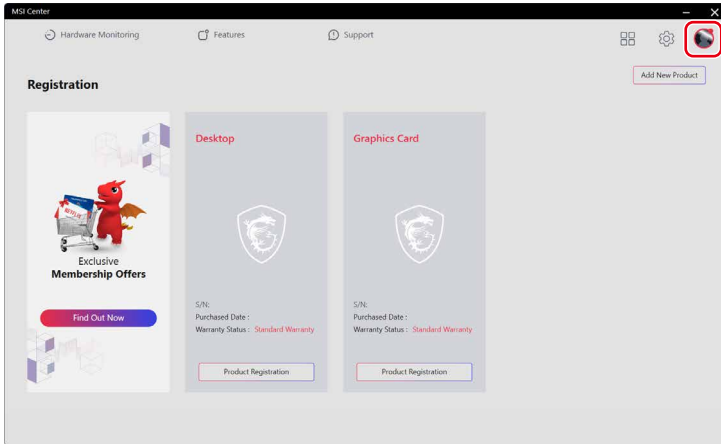 MSI Center
Hardware Monitoring
Features
Support
Registration
Add New Product
Desktop
Graphics Card
NETFLIX
Exclusive
Membership Offers
Find Out Now
S/N:
Purchased Date :
Warranty Status : Standard Warranty
Product Registration
S/N:
Purchased Date :
Warranty Status : Standard Warranty
Product Registration